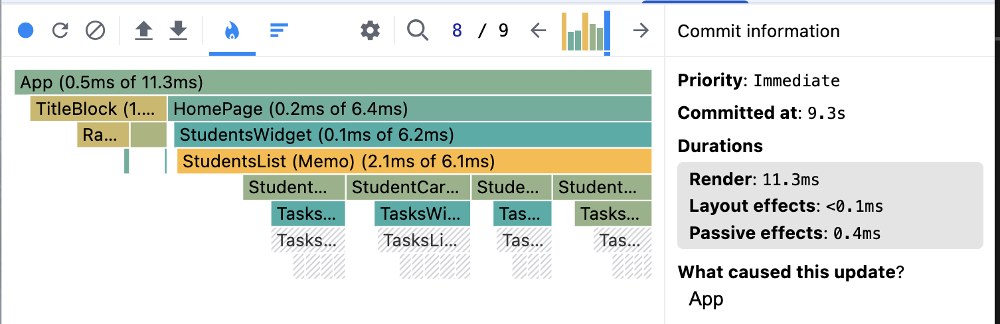 8 / 9
Commit information
App (0.5ms of 11.3ms)
TitleBlock (1.... HomePage (0.2ms of 6.4ms)
Ra... StudentsWidget (0.1ms of 6.2ms)
StudentsList (Memo) (2.1ms of 6.1ms)
Student... StudentCar... Stude... Student...
Tasks... TasksWi... Tas... Tasks...
Tasks... TasksLi... Tas... Tas...
Priority: Immediate
Committed at: 9.3s
Durations
Render: 11.3ms
Layout effects: <0.1ms
Passive effects: 0.4ms
What caused this update?
App